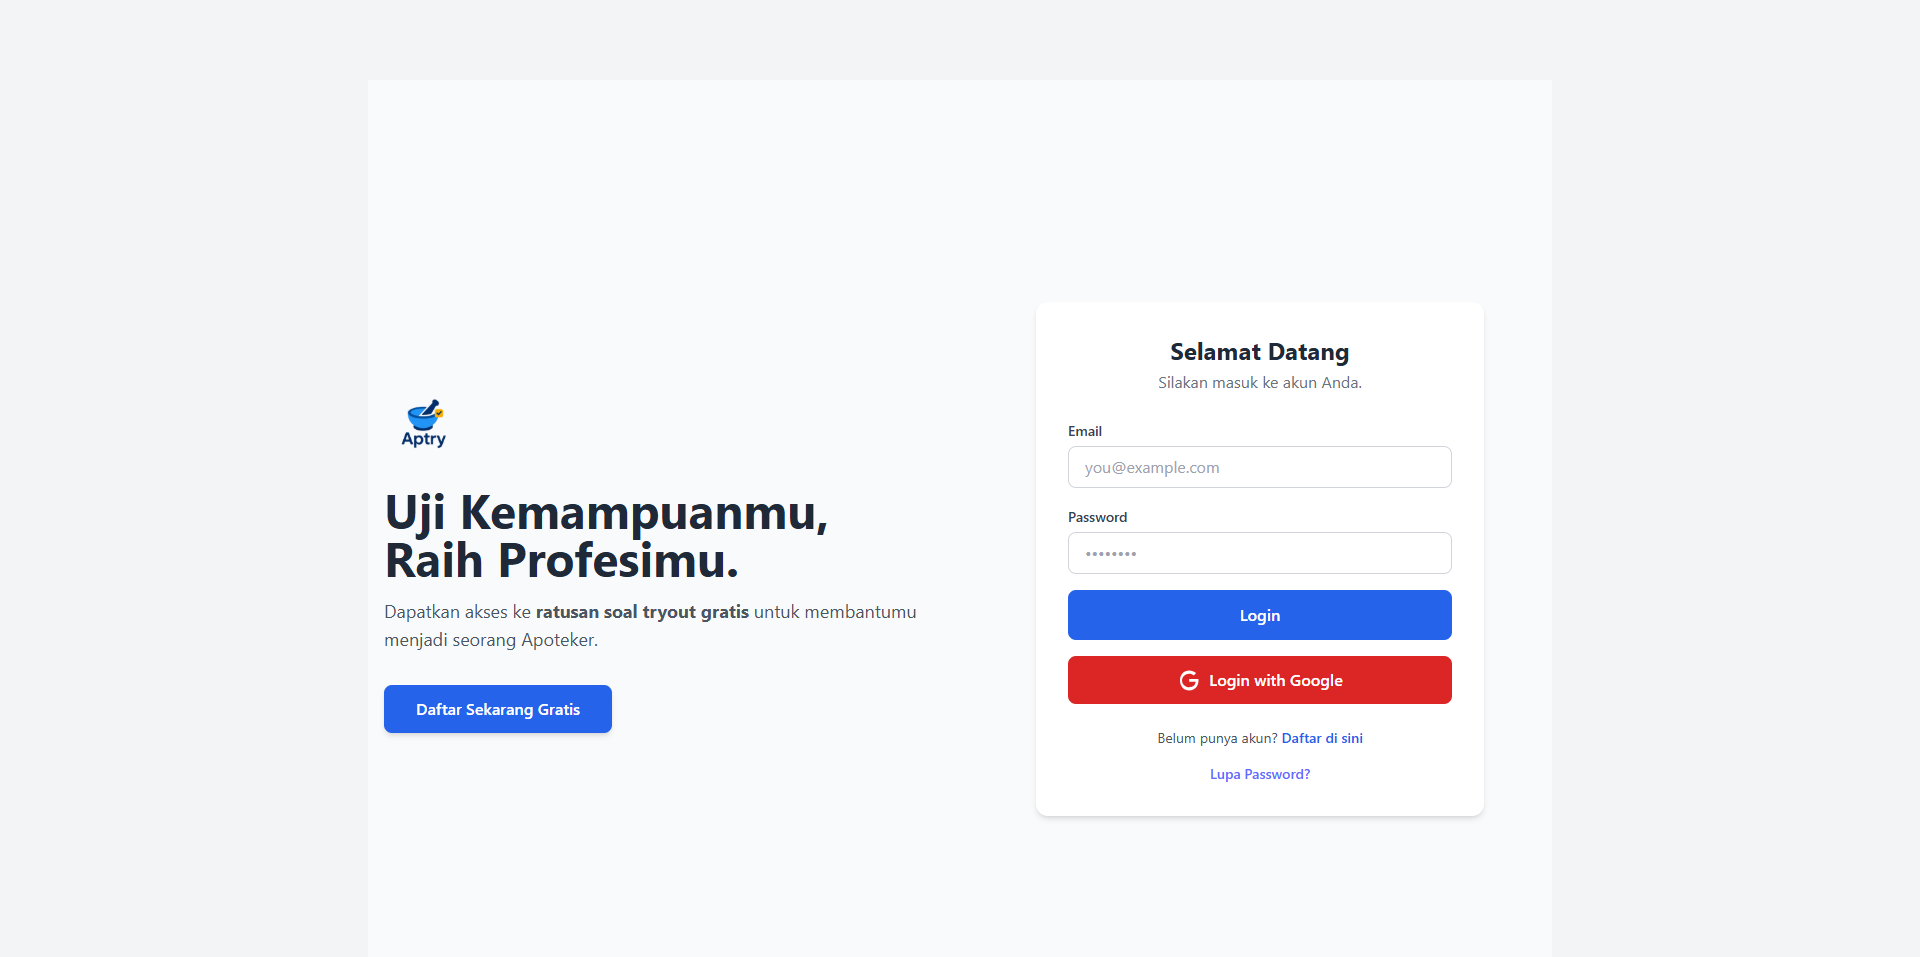 Aptry
Uji Kemampuanmu,
Raih Profesimu.
Dapatkan akses ke ratusan soal tryout gratis untuk membantumu
menjadi seorang Apoteker.
Daftar Sekarang Gratis
Selamat Datang
Silakan masuk ke akun Anda.
Email
you@example.com
Password
••••••••
Login
G Login with Google
Belum punya akun? Daftar di sini
Lupa Password?